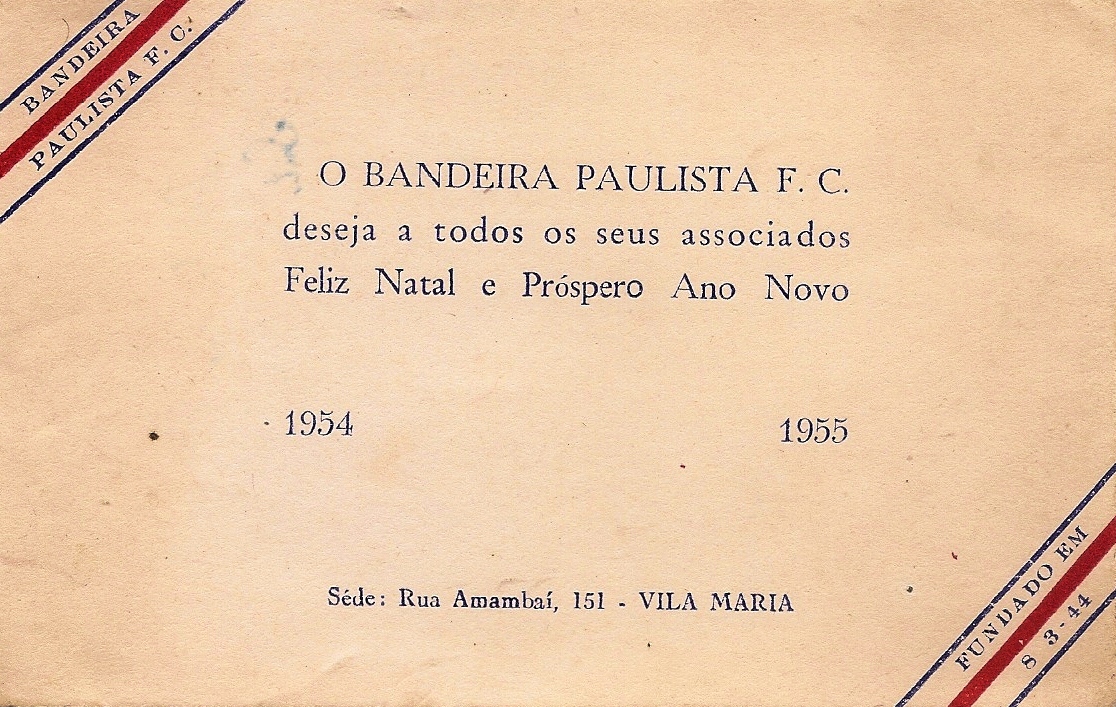 BANDEIRA
PAULISTA F. C.
O BANDEIRA PAULISTA F. C.
deseja a todos os seus associados
Feliz Natal e Próspero Ano Novo
1954 1955
Séde: Rua Amambaí, 151 - VILA MARIA
FUNDADO EM
8 3-44